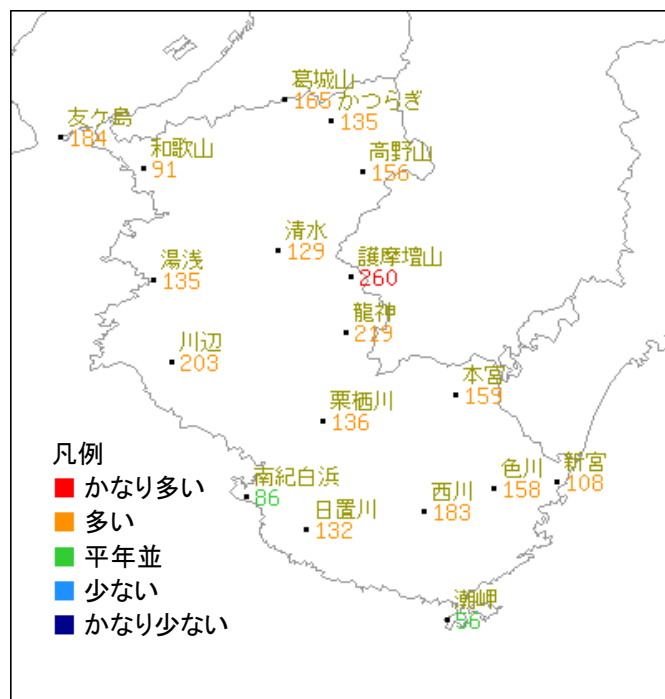 葛城山
165
かつらぎ
135
友ケ島
184
和歌山
91
高野山
156
清水
129
護摩壇山
260
湯浅
135
龍神
219
川辺
203
本宮
159
栗栖川
136
凡例
かなり多い
多い
平年並
少ない
かなり少ない
南紀白浜
86
日置川
132
西川
183
色川
158
新宮
108
潮岬
56